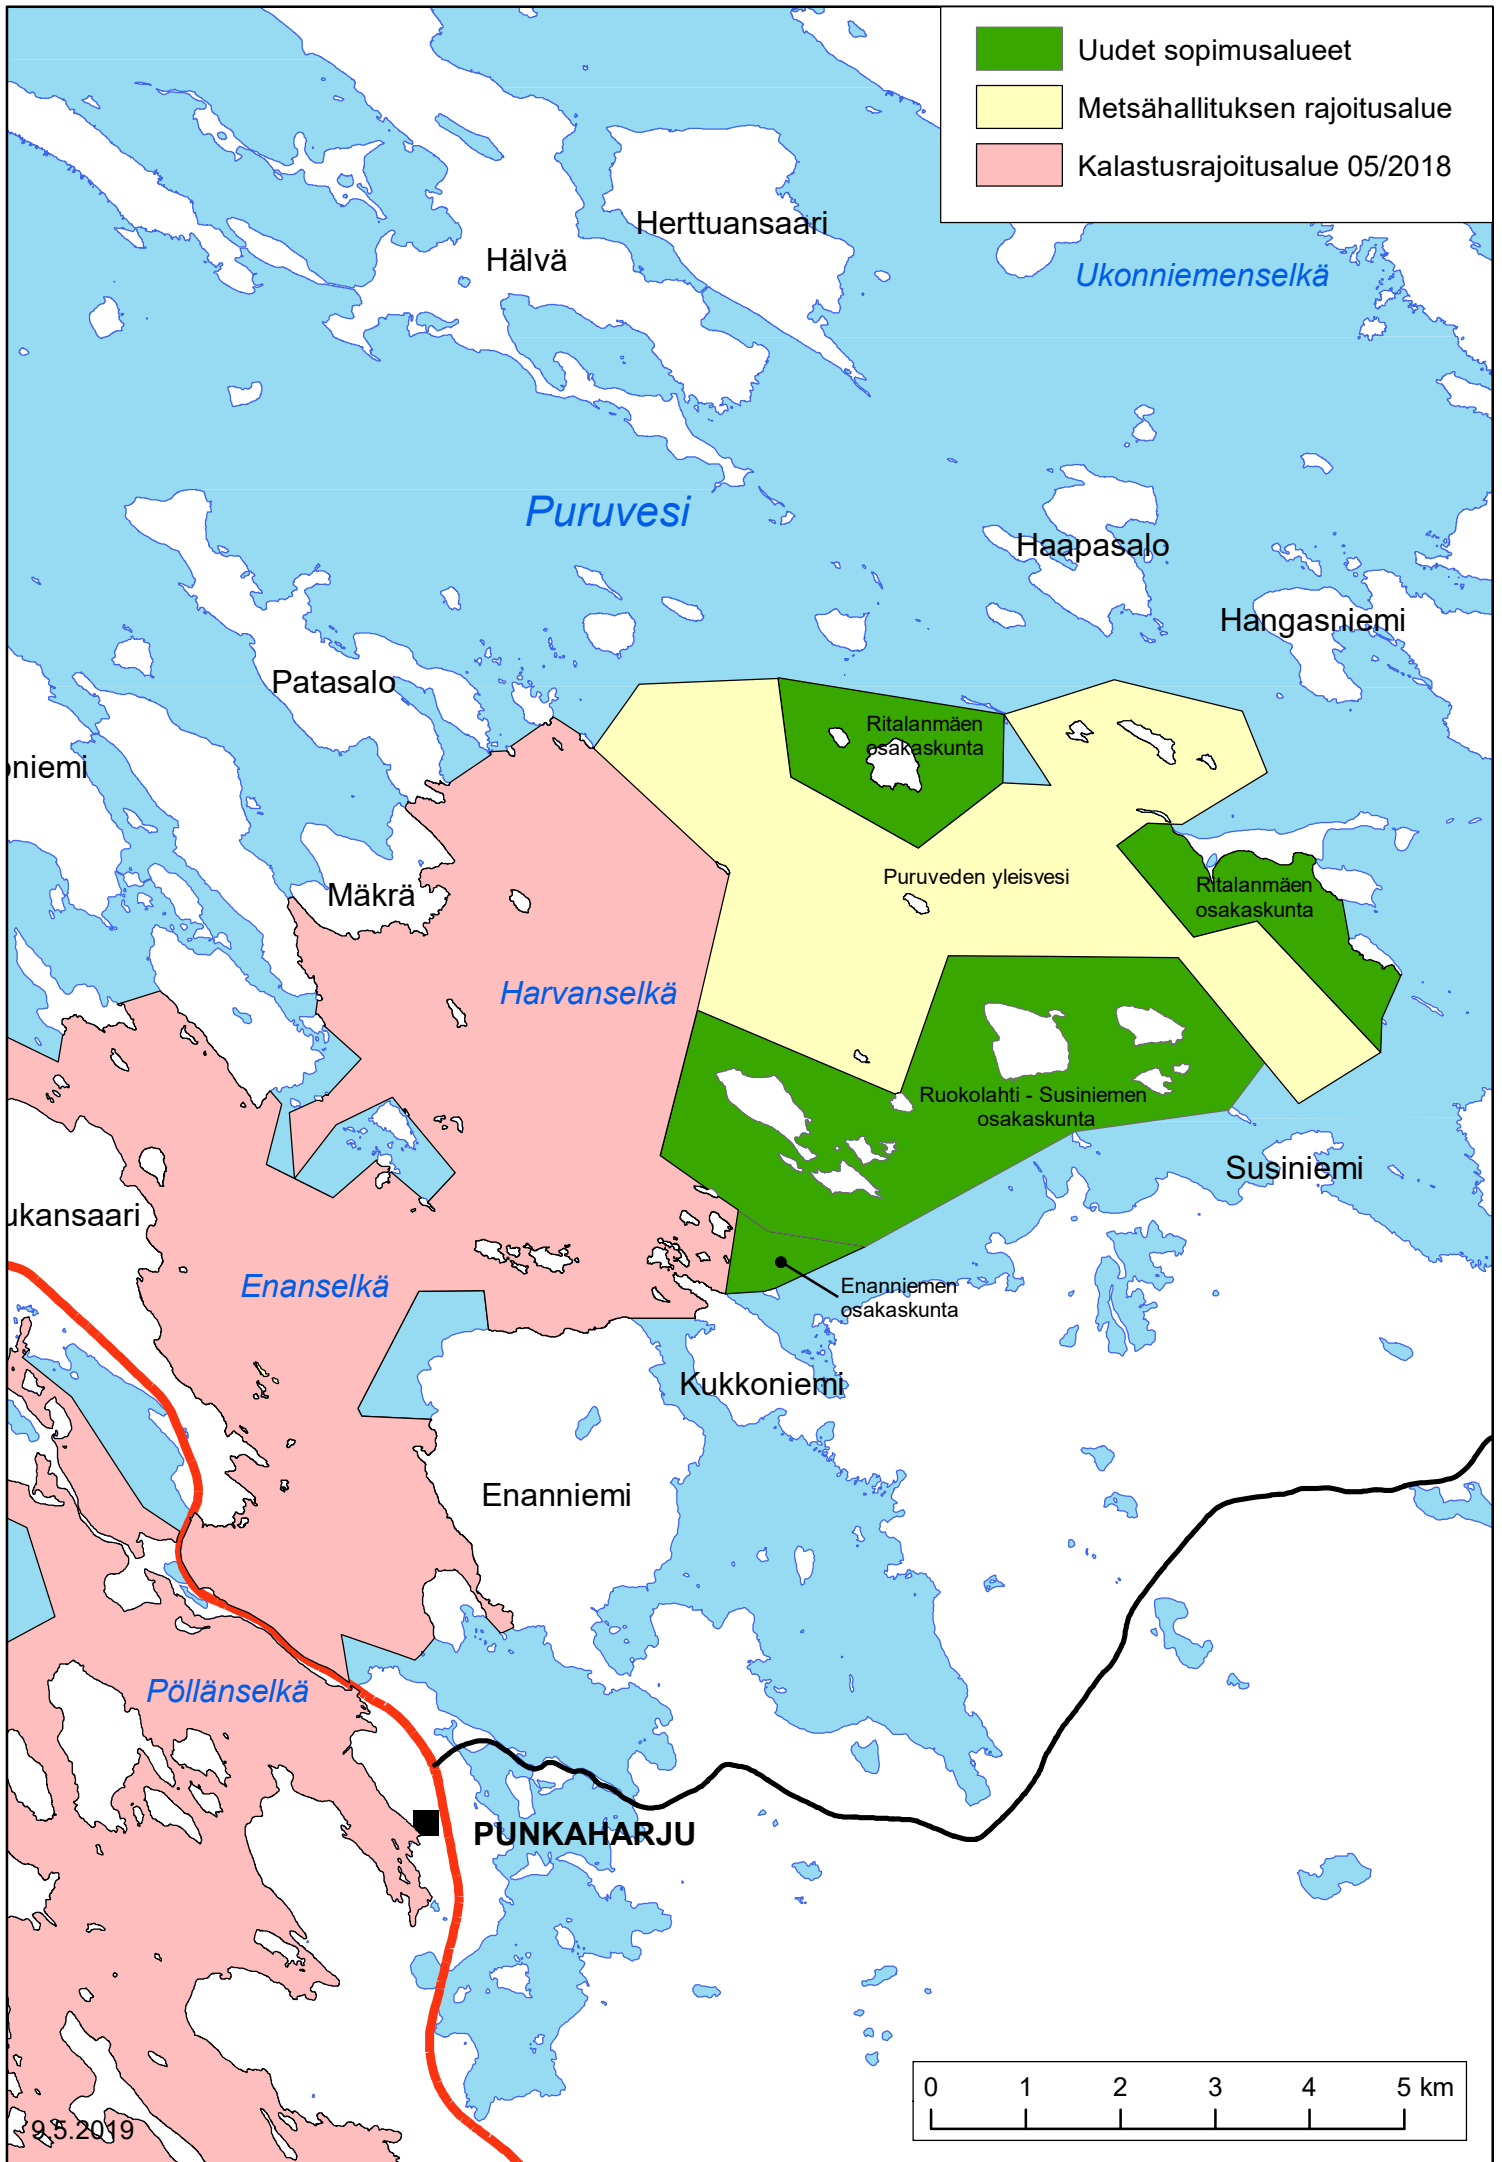 Uudet sopimusalueet
Metsähallituksen rajoitusalue
Kalastusrajoitusalue 05/2018
Herttuansaari
Hälvä
Ukonniemenselkä
Puruvesi
Haapasalo
Hangasniemi
Patasalo
Ritalanmäen
osakaskunta
oniemi
Puruveden yleisvesi
Mäkrä
Ritalanmäen
osakaskunta
Harvanselkä
Ruokolahti - Susiniemen
osakaskunta
Susiniemi
ukansaari
Enanselkä
Enanniemen
osakaskunta
Kukkoniemi
Enanniemi
Pöllänselkä
PUNKAHARJU
0 1 2 3 4 5 km
9.5.2019